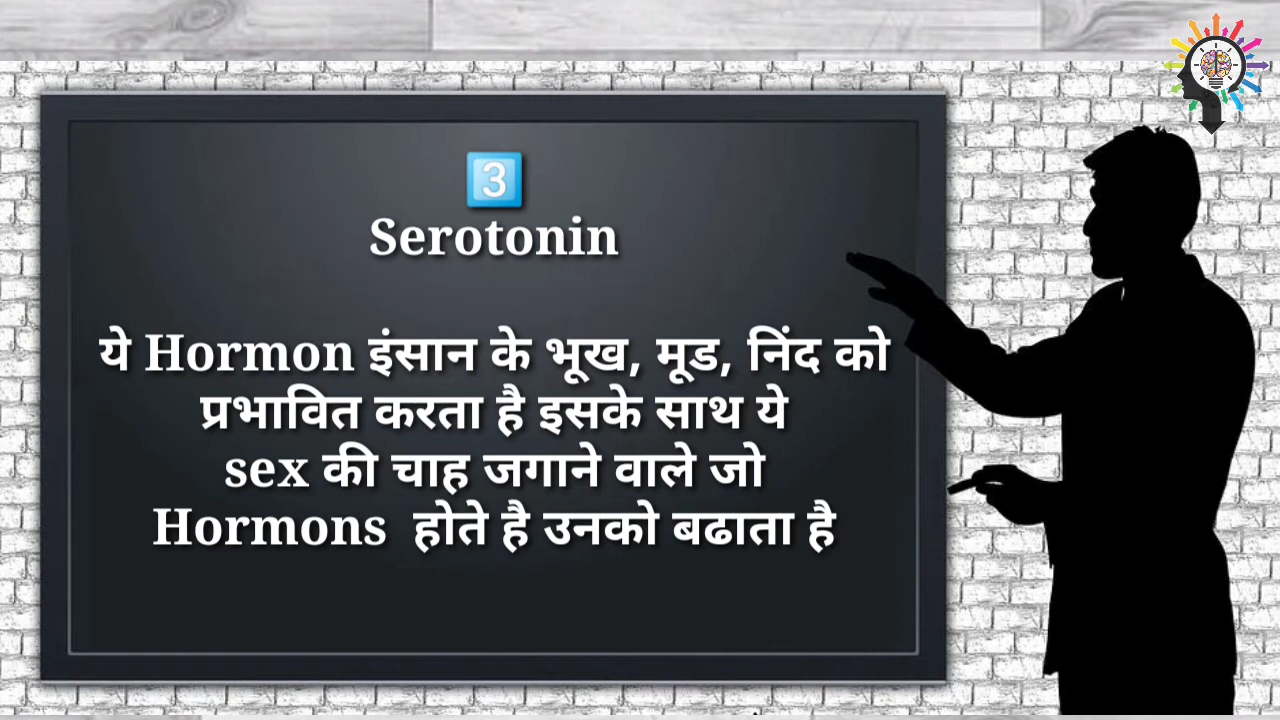 3
Serotonin
ये Hormon इंसान के भूख, मूड, निंद को
प्रभावित करता है इसके साथ ये
sex की चाह जगाने वाले जो
Hormons होते है उनको बढाता है